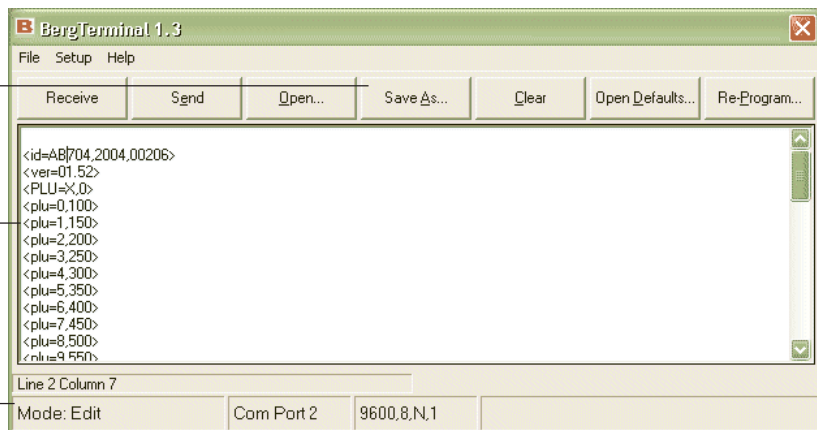 B BergTerminal 1.3
File Setup Help
Receive Send Open... Save As... Clear Open Defaults... Re-Program...
<id=AB704,2004,00206>
<ver=01.52>
<PLU=X,0>
<plu=0,100>
<plu=1,150>
<plu=2,200>
<plu=3,250>
<plu=4,300>
<plu=5,350>
<plu=6,400>
<plu=7,450>
<plu=8,500>
<plu=9,550>
Line 2 Column 7
Mode: Edit Com Port 2 9600,8,N,1